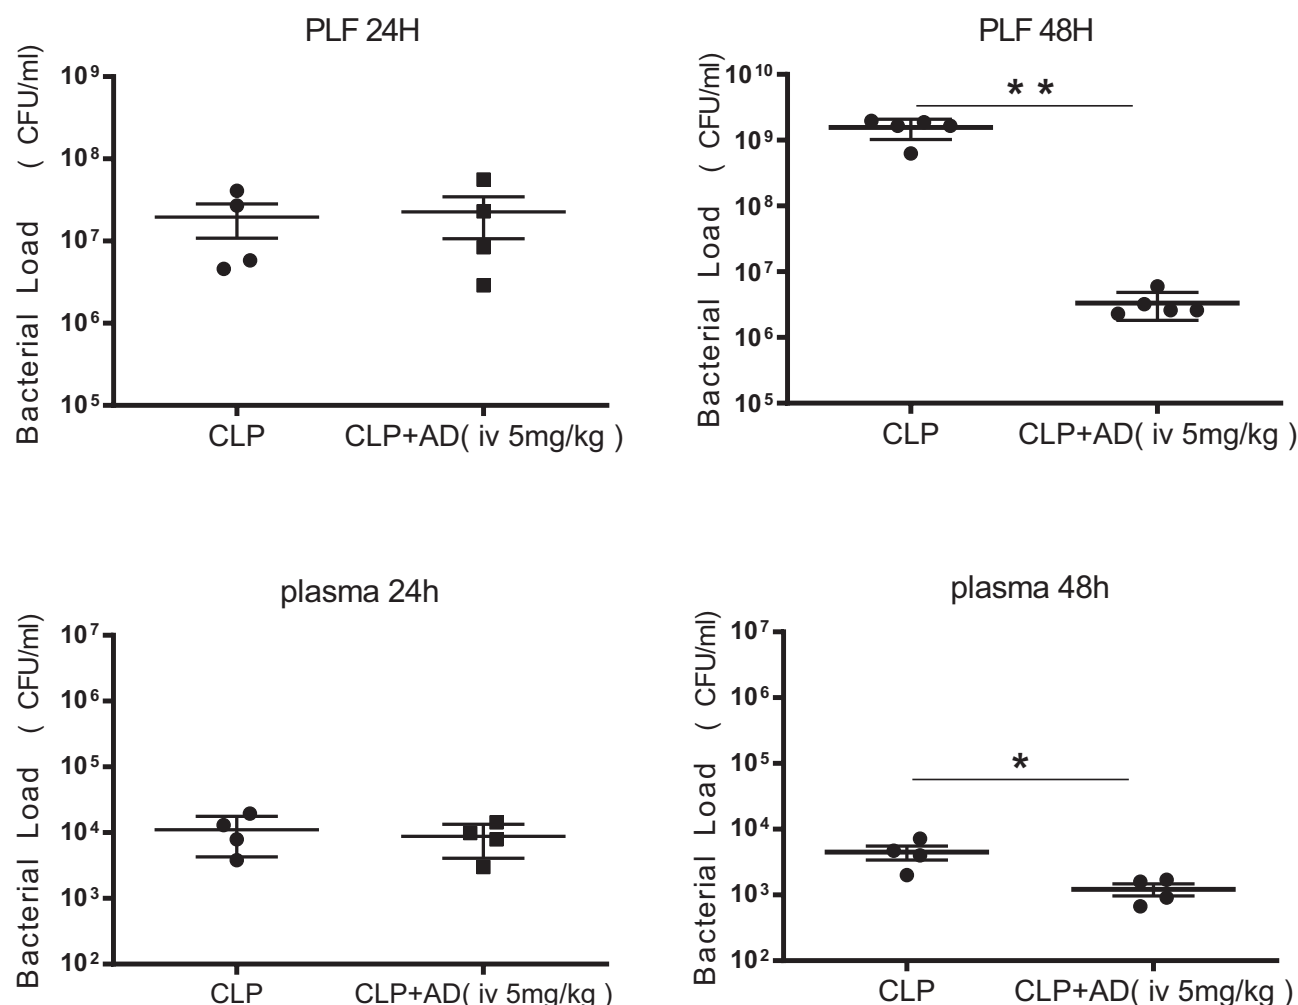 PLF 24H
Bacterial Load ( CFU/ml)
10⁹
10⁸
10⁷
10⁶
10⁵
CLP
CLP+AD( iv 5mg/kg )
PLF 48H
Bacterial Load ( CFU/ml)
10¹⁰
10⁹
10⁸
10⁷
10⁶
10⁵
* *
CLP
CLP+AD( iv 5mg/kg )
plasma 24h
Bacterial Load ( CFU/ml)
10⁷
10⁶
10⁵
10⁴
10³
10²
CLP
CLP+AD( iv 5mg/kg )
plasma 48h
Bacterial Load ( CFU/ml)
10⁷
10⁶
10⁵
10⁴
10³
10²
*
CLP
CLP+AD( iv 5mg/kg )